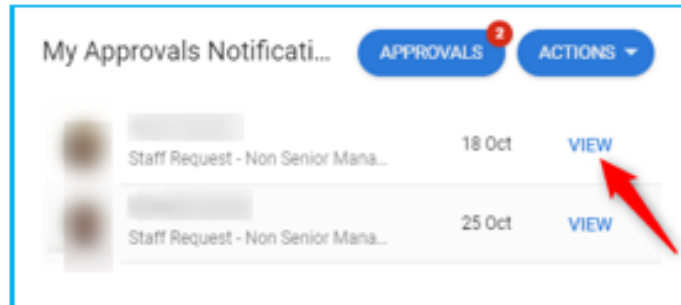 My Approvals Notificati... APPROVALS 2 ACTIONS
18 Oct VIEW
Staff Request - Non Senior Mana...
25 Oct VIEW
Staff Request - Non Senior Mana...